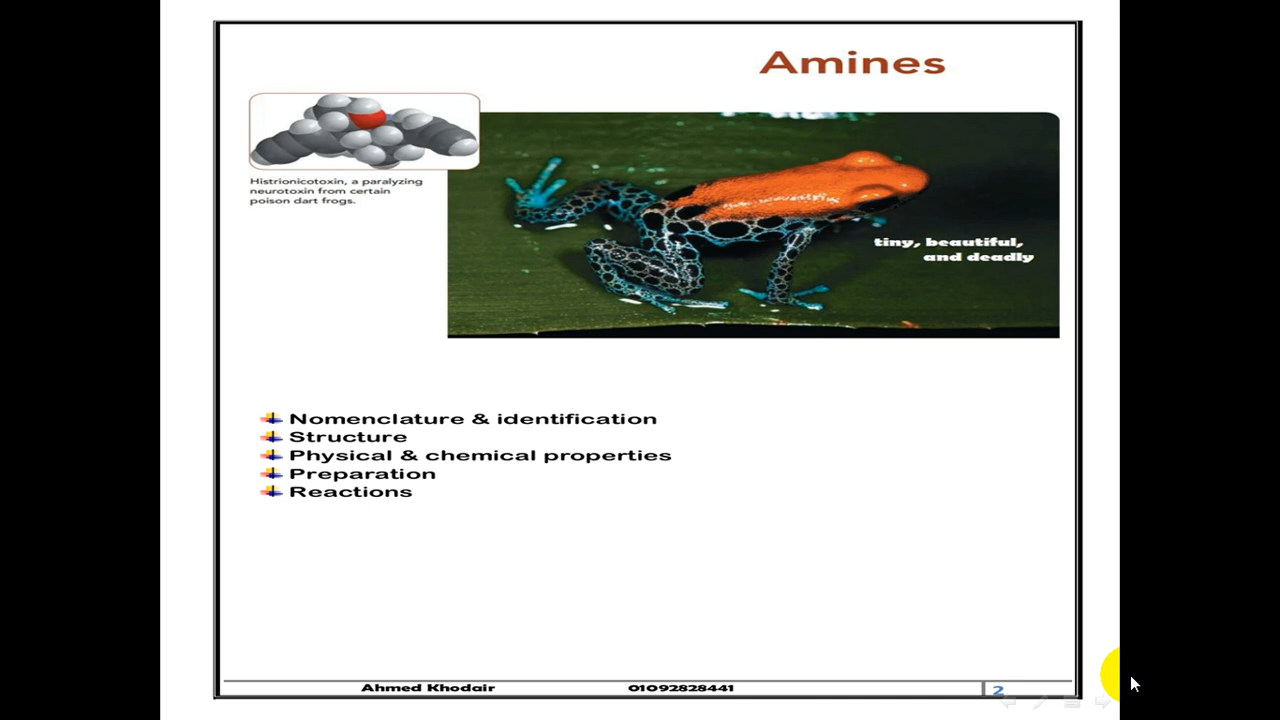 Amines
Histrionicotoxin, a paralyzing
neurotoxin from certain
poison dart frogs.
tiny, beautiful,
and deadly
Nomenclature & identification
Structure
Physical & chemical properties
Preparation
Reactions
Ahmed Khodair 01092828441 2